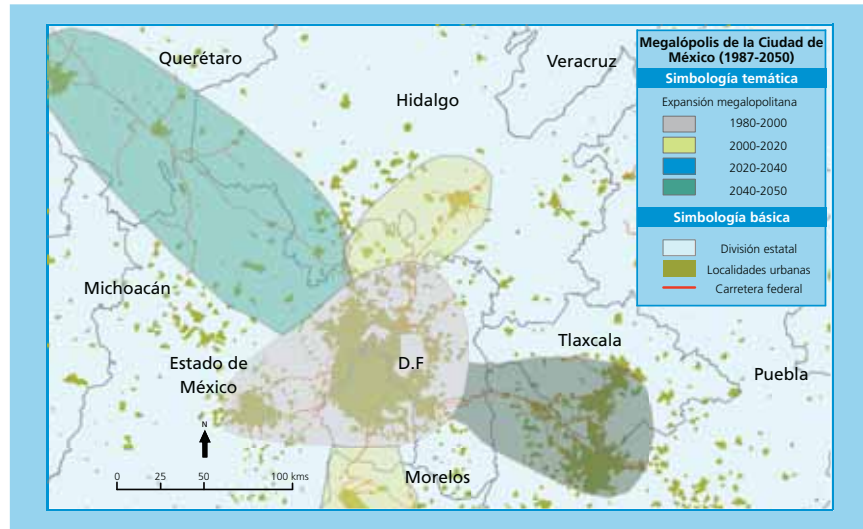 Megalópolis de la Ciudad de
México (1987-2050)
Simbología temática
Expansión megalopolitana
1980-2000
2000-2020
2020-2040
2040-2050
Simbología básica
División estatal
Localidades urbanas
Carretera federal
Querétaro
Veracruz
Hidalgo
Michoacán
Estado de
México
D.F
Tlaxcala
Puebla
Morelos
N
0 25 50 100 kms